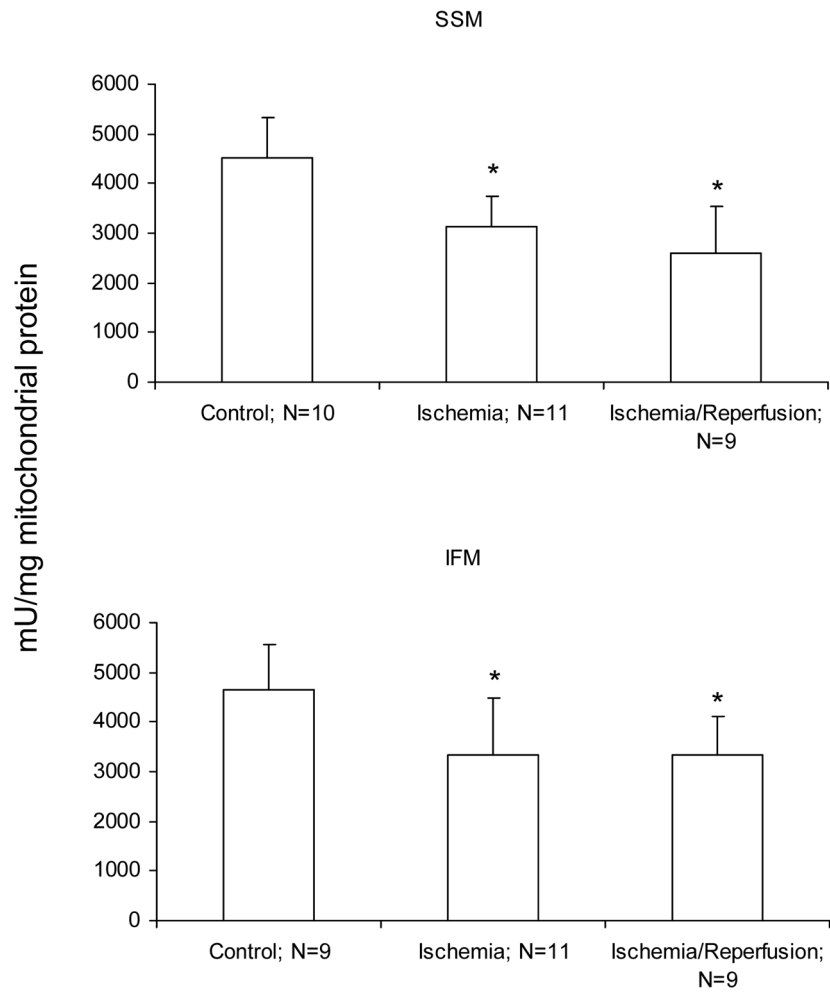 SSM
6000
5000
4000
3000
2000
1000
0
*
*
Control; N=10
Ischemia; N=11
Ischemia/Reperfusion;
N=9
mU/mg mitochondrial protein
IFM
6000
5000
4000
3000
2000
1000
0
*
*
Control; N=9
Ischemia; N=11
Ischemia/Reperfusion;
N=9